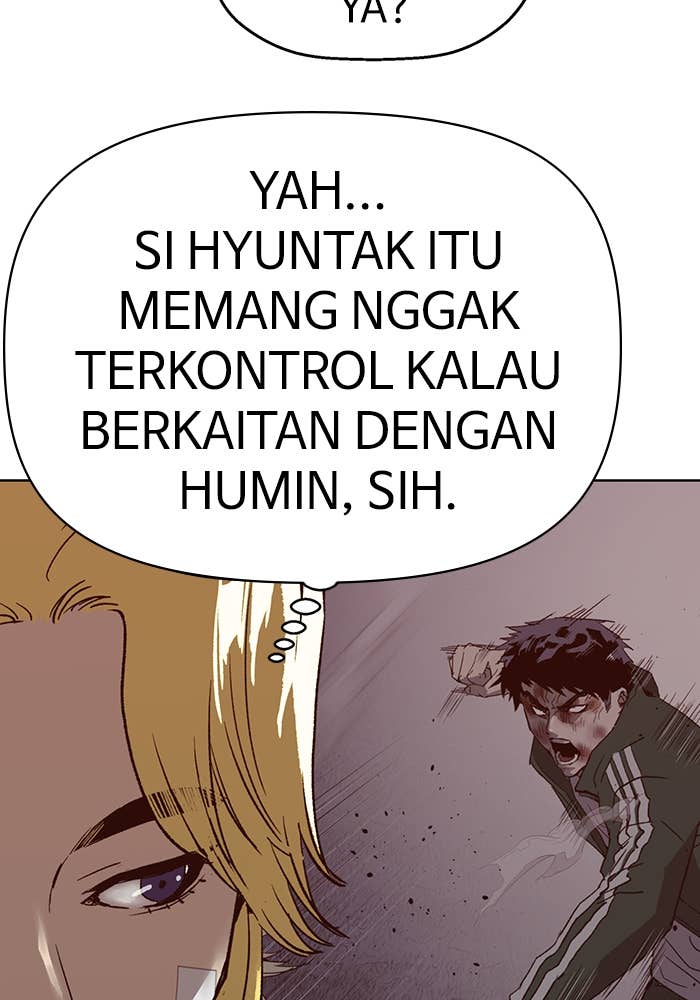 YA?
YAH...
SI HYUNTAK ITU
MEMANG NGGAK
TERKONTROL KALAU
BERKAITAN DENGAN
HUMIN, SIH.